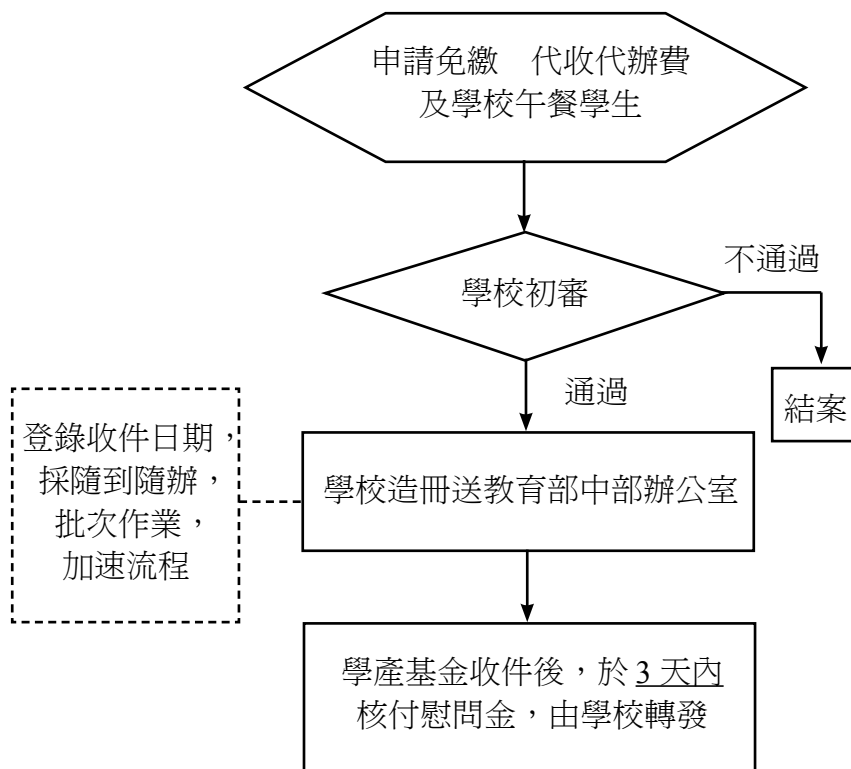 申請免繳　代收代辦費
及學校午餐學生
學校初審
不通過
結案
通過
登錄收件日期，
採隨到隨辦，
批次作業，
加速流程
學校造冊送教育部中部辦公室
學產基金收件後，於 3 天內
核付慰問金，由學校轉發